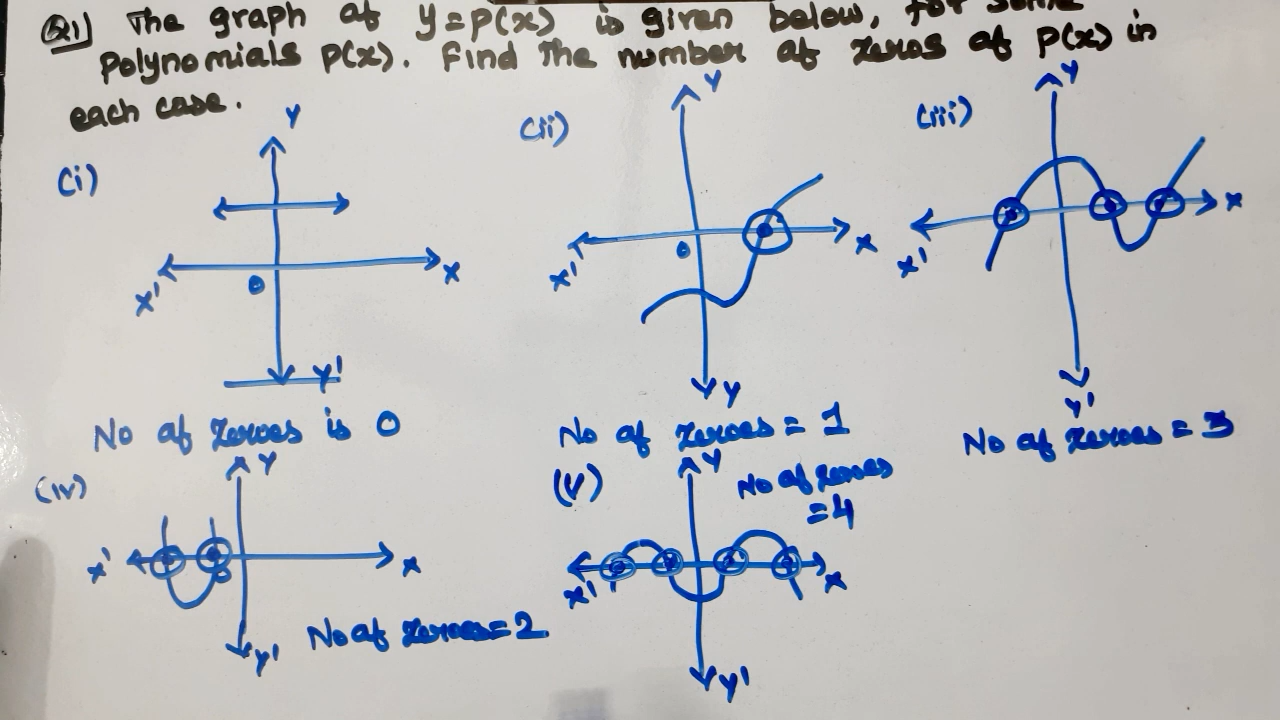 Q1) The graph of y=p(x) is given below, for some
Polynomials p(x). Find the number of zeros of p(x) in
each case.
(i)
Y
X'
O
X
Y'
No of zeroes is 0
(ii)
Y
X'
O
X
Y
No of zeroes = 1
(iii)
Y
X'
X
Y'
No of zeroes = 3
(iv)
Y
X'
O
X
Y'
No of zeroes = 2
(v)
Y
No of zeroes
= 4
X'
X
Y'